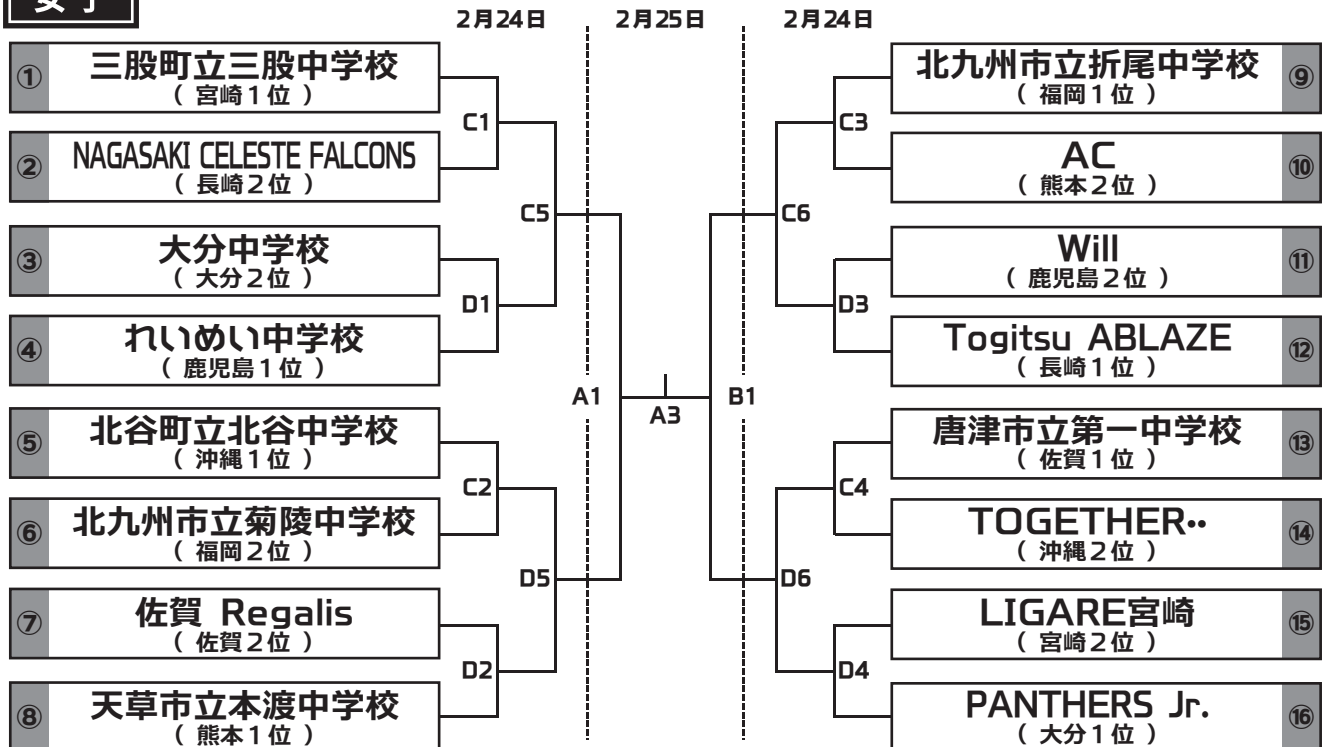 女子
2月24日
2月25日
2月24日
① 三股町立三股中学校
( 宮崎1位 )
② NAGASAKI CELESTE FALCONS
( 長崎2位 )
③ 大分中学校
( 大分2位 )
④ れいめい中学校
( 鹿児島1位 )
⑤ 北谷町立北谷中学校
( 沖縄1位 )
⑥ 北九州市立菊陵中学校
( 福岡2位 )
⑦ 佐賀 Regalis
( 佐賀2位 )
⑧ 天草市立本渡中学校
( 熊本1位 )
C1
D1
C2
D2
C5
D5
A1
A3
B1
C6
D6
C3
D3
C4
D4
北九州市立折尾中学校 ⑨
( 福岡1位 )
AC ⑩
( 熊本2位 )
Will ⑪
( 鹿児島2位 )
Togitsu ABLAZE ⑫
( 長崎1位 )
唐津市立第一中学校 ⑬
( 佐賀1位 )
TOGETHER•• ⑭
( 沖縄2位 )
LIGARE宮崎 ⑮
( 宮崎2位 )
PANTHERS Jr. ⑯
( 大分1位 )